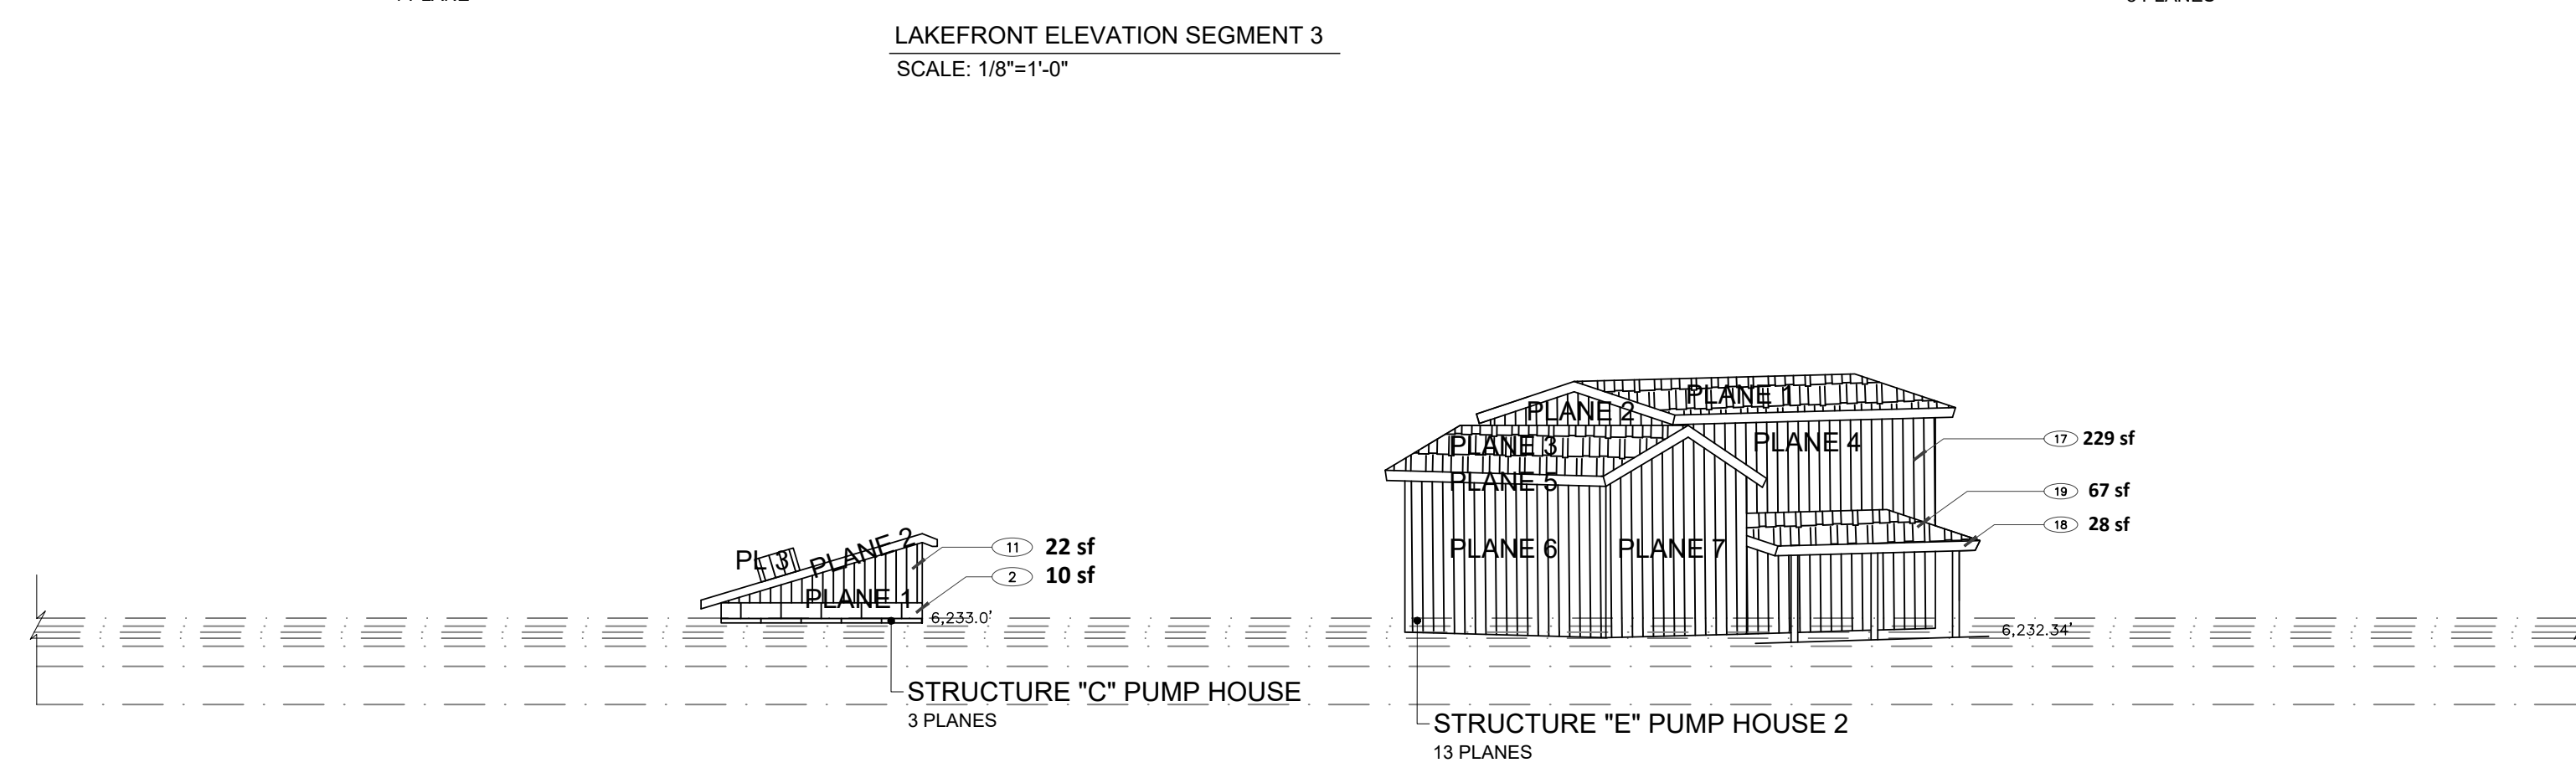 LAKEFRONT ELEVATION SEGMENT 3
SCALE: 1/8"=1'-0"
PLANE 1
PLANE 2
PLANE 3
PLANE 4
17 229 sf
PLANE 5
19 67 sf
18 28 sf
PLANE 6
PLANE 7
PL 3
PLANE 2
11 22 sf
2 10 sf
PLANE 1
6,233.0'
6,232.34'
STRUCTURE "C" PUMP HOUSE
3 PLANES
STRUCTURE "E" PUMP HOUSE 2
13 PLANES